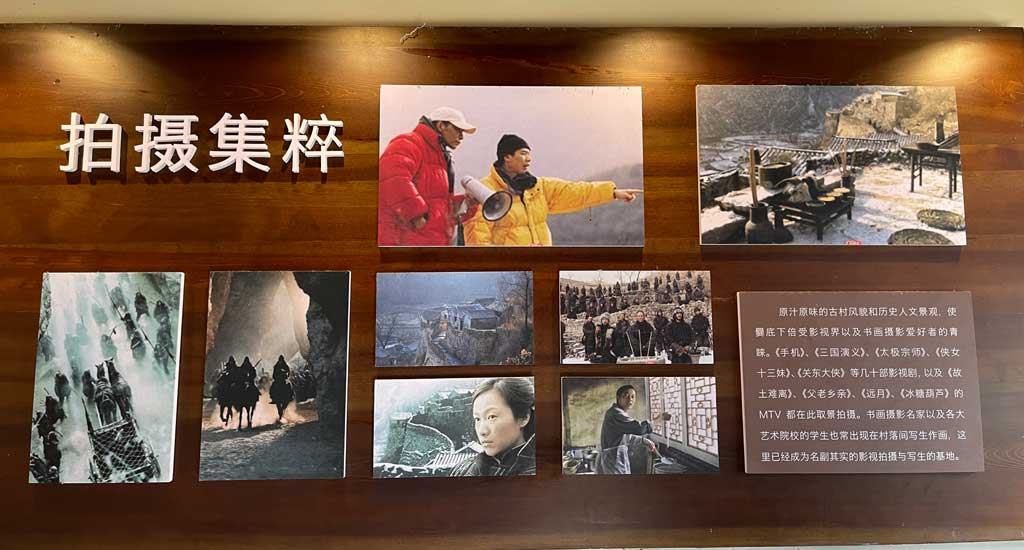 拍摄集粹
原汁原味的古村风貌和历史人文景观，使
爨底下倍受影视界以及书画摄影爱好者的青
睐。《手机》、《三国演义》、《太极宗师》、《侠女
十三妹》、《关东大侠》等几十部影视剧，以及《故
土难离》、《父老乡亲》、《远月》、《冰糖葫芦》的
MTV 都在此取景拍摄。书画摄影名家以及各大
艺术院校的学生也常出现在村落间写生作画，这
里已经成为名副其实的影视拍摄与写生的基地。